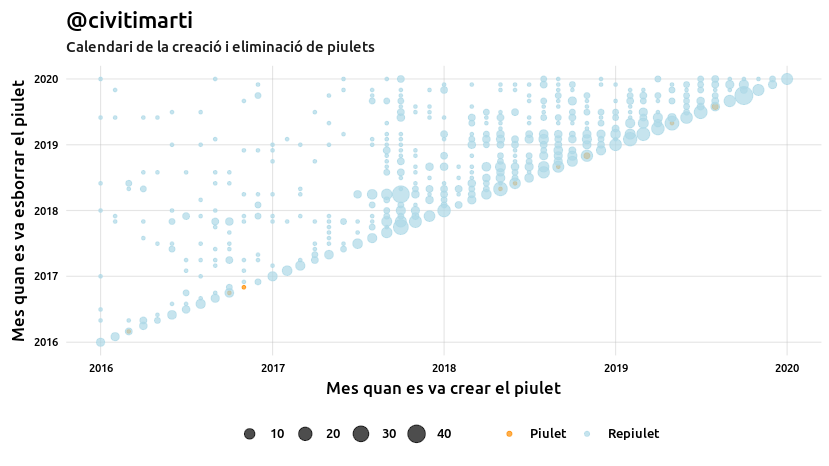 @civitimarti
Calendari de la creació i eliminació de piulets
Mes quan es va esborrar el piulet
2020
2019
2018
2017
2016
2016 2017 2018 2019 2020
Mes quan es va crear el piulet
10 20 30 40 Piulet Repiulet